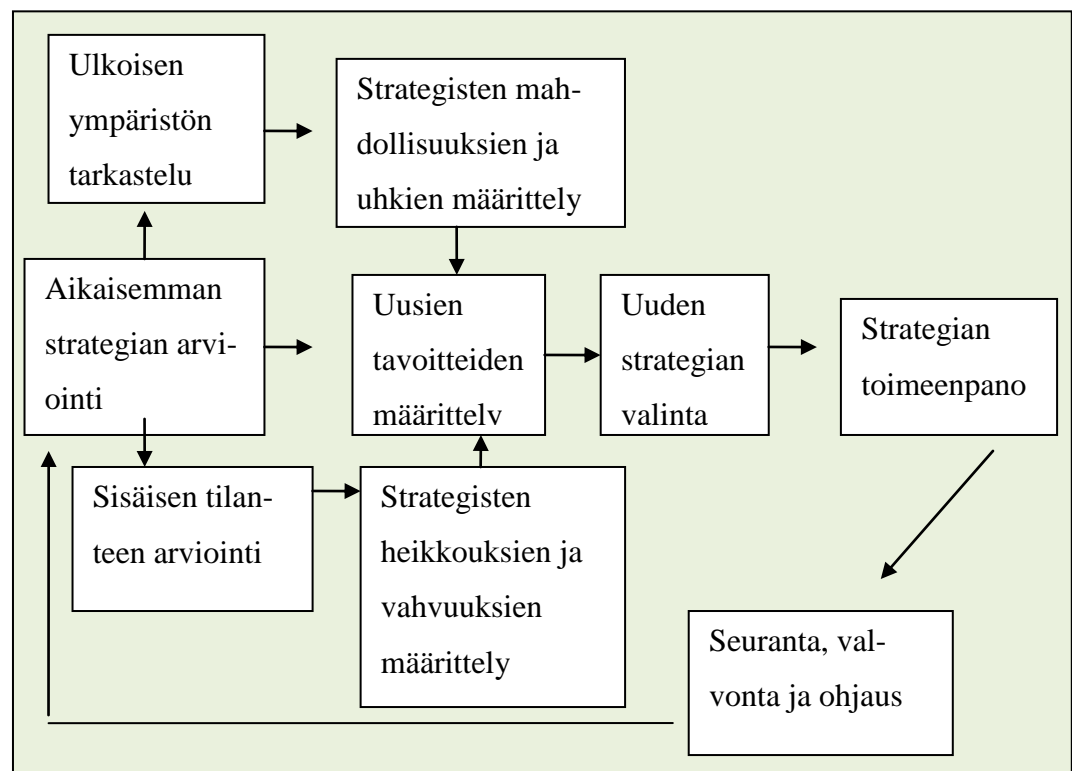 Ulkoisen
ympäristön
tarkastelu
Strategisten mah-
dollisuuksien ja
uhkien määrittely
Aikaisemman
strategian arvi-
ointi
Uusien
tavoitteiden
määrittely
Uuden
strategian
valinta
Strategian
toimeenpano
Sisäisen tilan-
teen arviointi
Strategisten
heikkouksien ja
vahvuuksien
määrittely
Seuranta, val-
vonta ja ohjaus